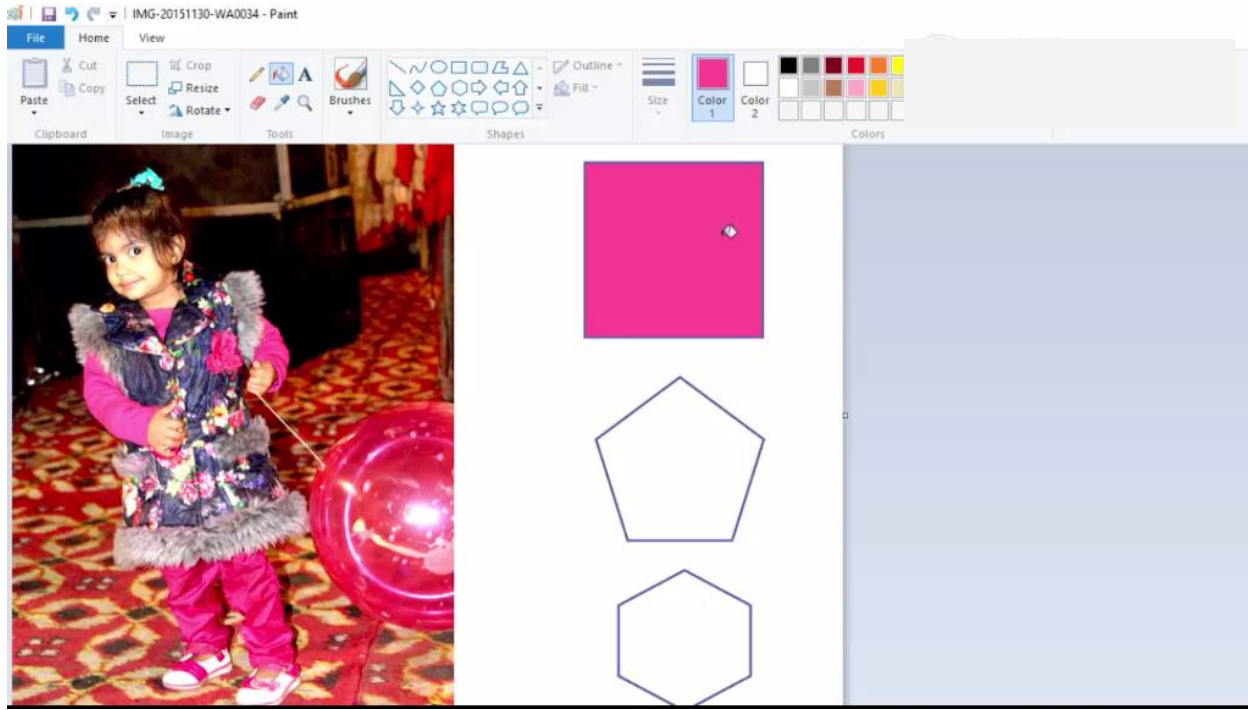 IMG-20151130-WA0034 - Paint
File Home View
Cut
Copy
Paste
Clipboard
Select
Crop
Resize
Rotate
Image
A
Tools
Brushes
Outline
Fill
Shapes
Size
Color 1
Color 2
Colors